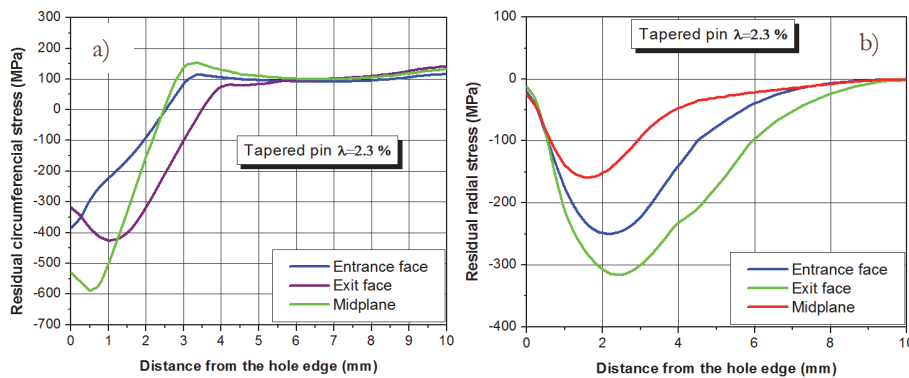 a)
Residual circumferencial stress (MPa)
300
200
100
0
-100
-200
-300
-400
-500
-600
-700
Tapered pin λ=2.3 %
Entrance face
Exit face
Midplane
0 1 2 3 4 5 6 7 8 9 10
Distance from the hole edge (mm)
Tapered pin λ=2.3 %
b)
Residual radial stress (MPa)
0
-100
-200
-300
-400
Entrance face
Exit face
Midplane
0 2 4 6 8 10
Distance from the hole edge (mm)